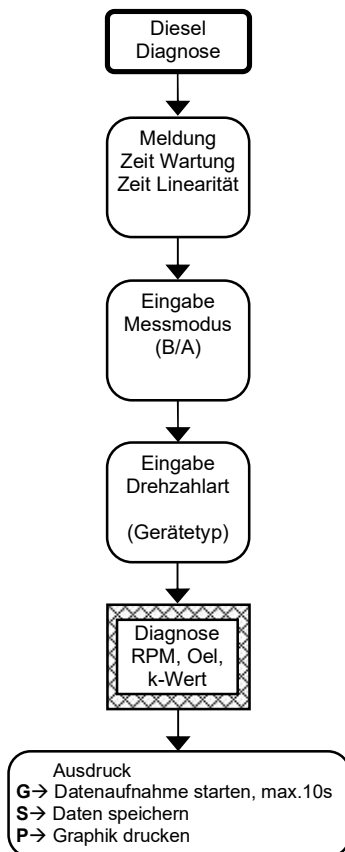 Diesel
Diagnose
Meldung
Zeit Wartung
Zeit Linearität
Eingabe
Messmodus
(B/A)
Eingabe
Drehzahlart
(Gerätetyp)
Diagnose
RPM, Oel,
k-Wert
Ausdruck
G→ Datenaufnahme starten, max.10s
S→ Daten speichern
P→ Graphik drucken